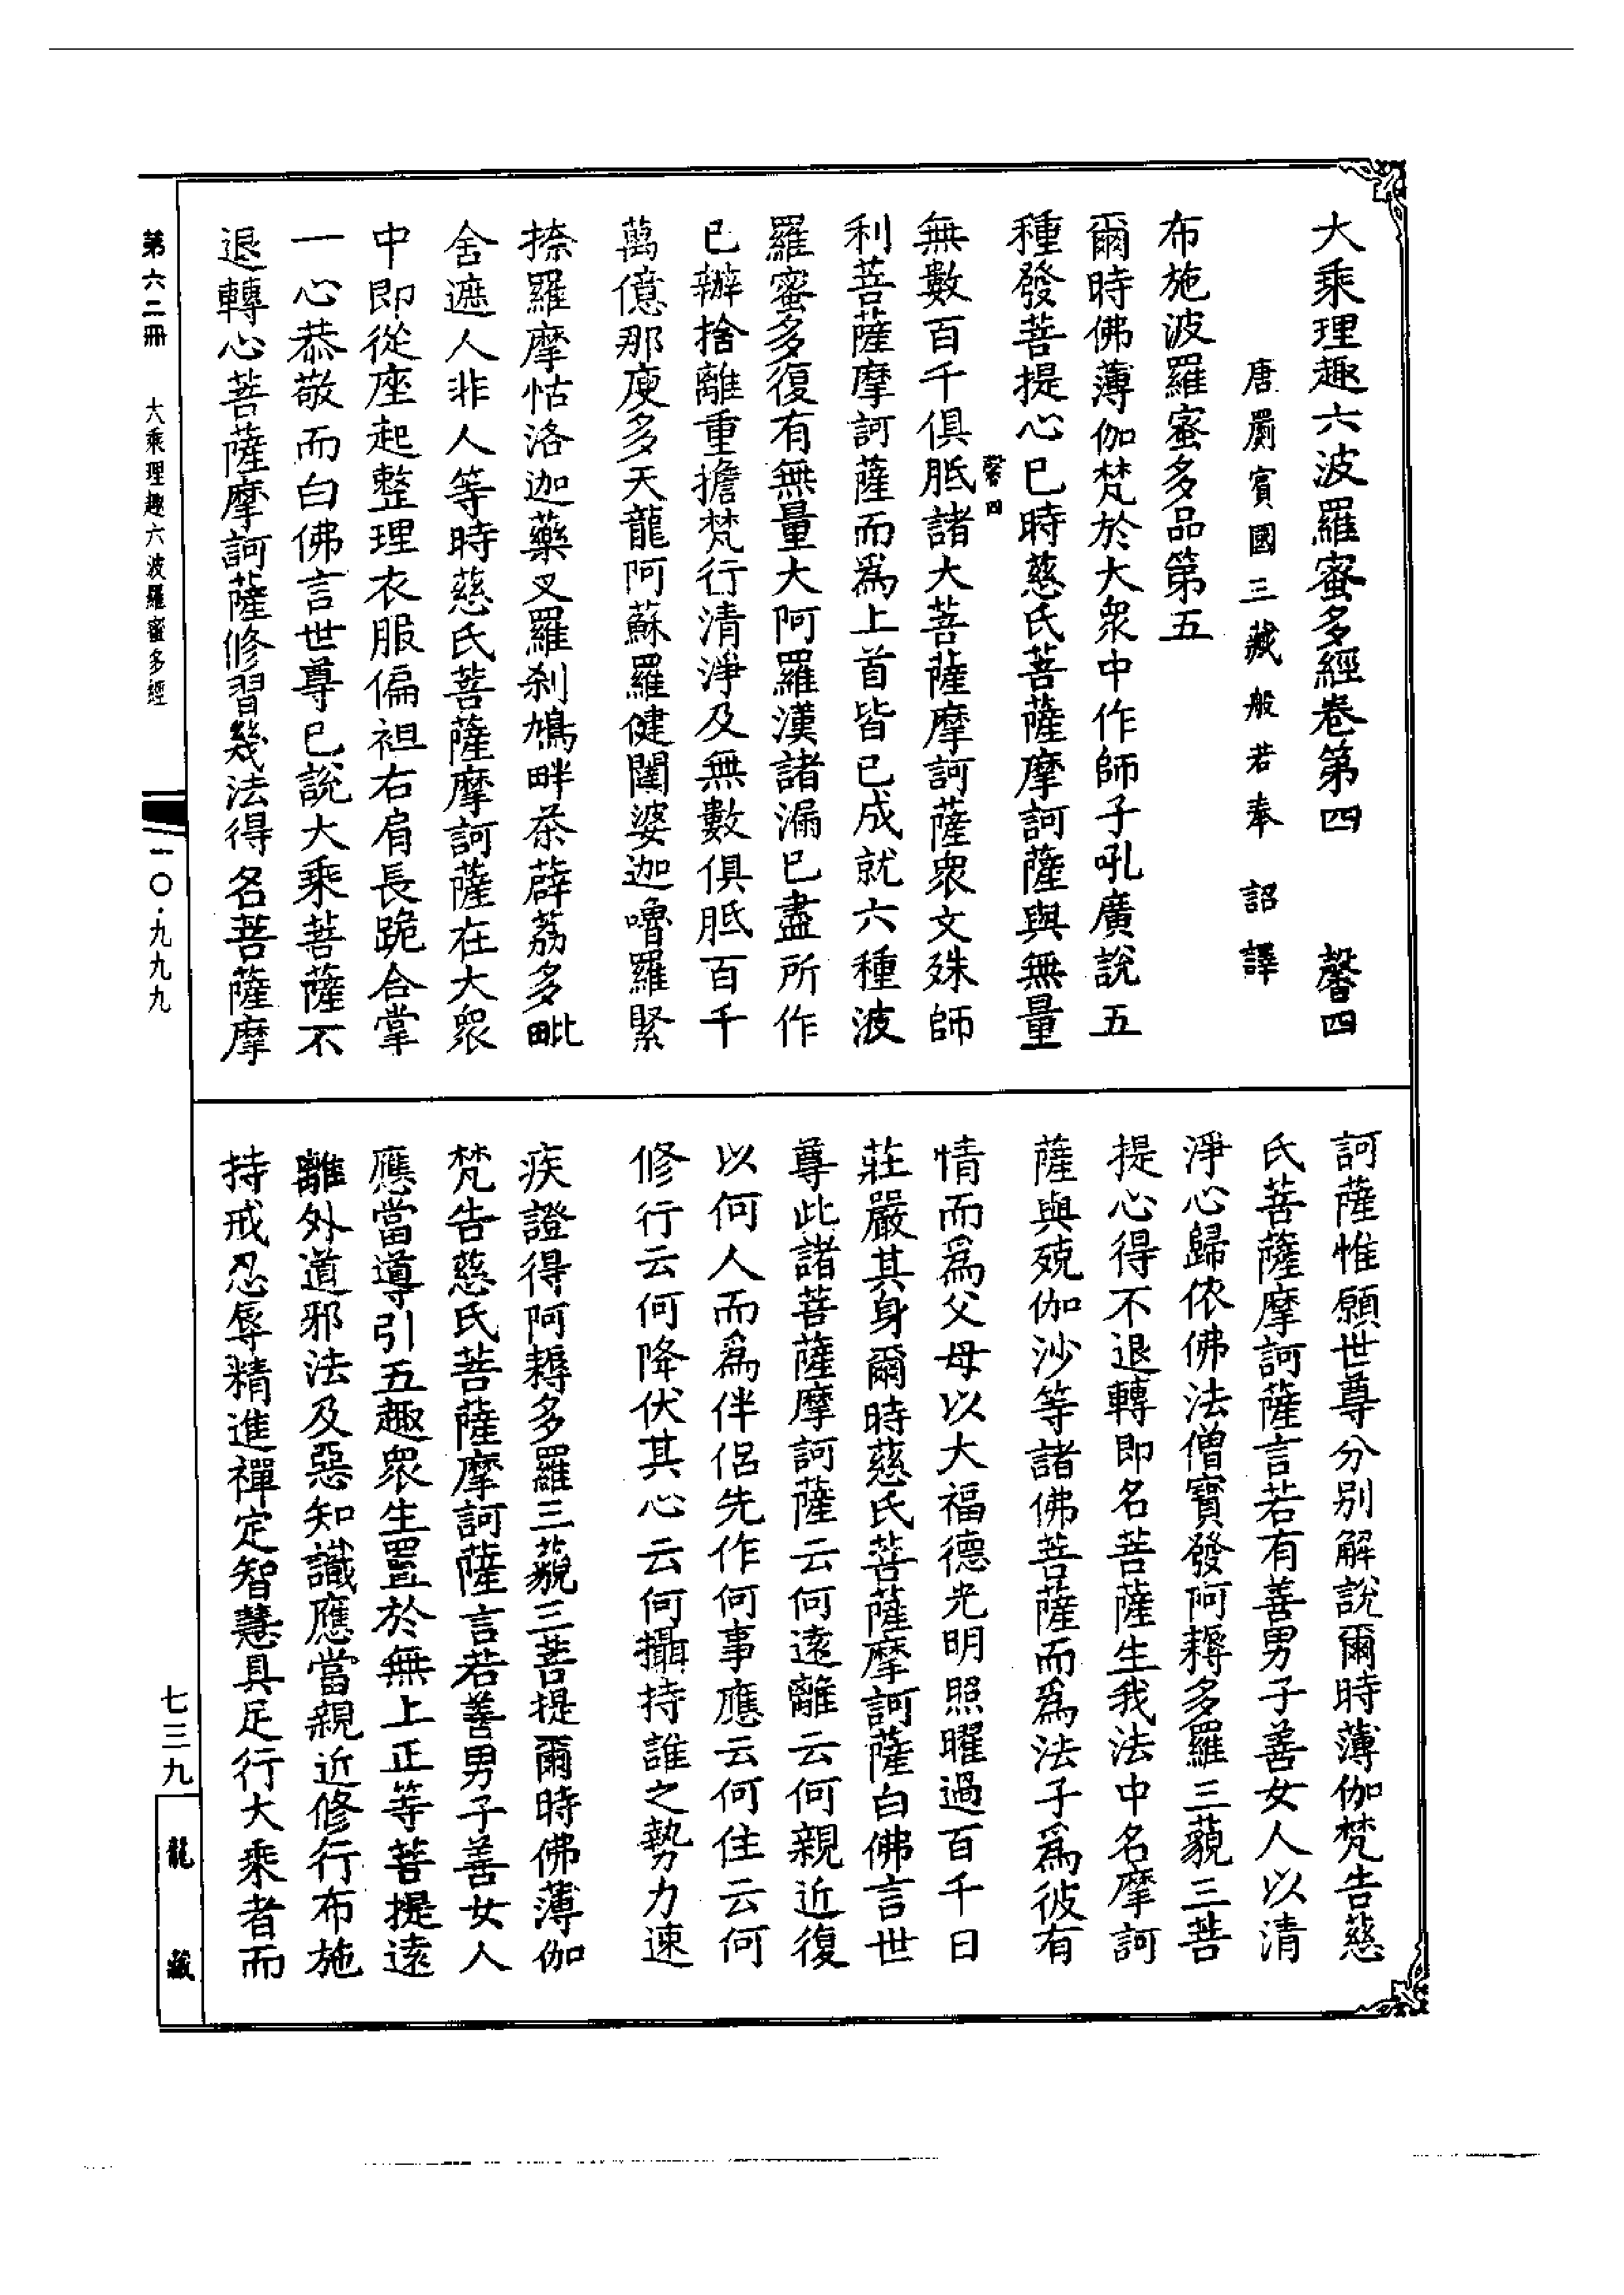 大乘理趣六波羅蜜多經卷第四　馨四
唐罽賓國三藏般若奉　詔譯
布施波羅蜜多品第五
爾時佛薄伽梵於大眾中作師子吼廣說五
種發菩提心已時慈氏菩薩摩訶薩與無量
馨四
無數百千俱胝諸大菩薩摩訶薩眾文殊師
利菩薩摩訶薩而爲上首皆已成就六種波
羅蜜多復有無量大阿羅漢諸漏已盡所作
已辦捨離重擔梵行清淨及無數俱胝百千
萬億那庾多天龍阿蘇羅健闥婆迦嚕羅緊
捺羅摩怙洛迦藥叉羅剎鳩畔荼薜荔多毗
舍遮人非人等時慈氏菩薩摩訶薩在大眾
中即從座起整理衣服偏袒右肩長跪合掌
一心恭敬而白佛言世尊已說大乘菩薩不
退轉心菩薩摩訶薩修習幾法得名菩薩摩
訶薩惟願世尊分別解說爾時薄伽梵告慈
氏菩薩摩訶薩言若有善男子善女人以清
淨心歸依佛法僧寶發阿耨多羅三藐三菩
提心得不退轉即名菩薩生我法中名摩訶
薩與殑伽沙等諸佛菩薩而爲法子爲彼有
情而爲父母以大福德光明照曜過百千日
莊嚴其身爾時慈氏菩薩摩訶薩白佛言世
尊此諸菩薩摩訶薩云何遠離云何親近復
以何人而爲伴侶先作何事應云何住云何
修行云何降伏其心云何攝持誰之勢力速
疾證得阿耨多羅三藐三菩提爾時佛薄伽
梵告慈氏菩薩摩訶薩言若善男子善女人
應當導引五趣眾生置於無上正等菩提遠
離外道邪法及惡知識應當親近修行布施
持戒忍辱精進禪定智慧具足行大乘者而
第六二冊　大乘理趣六波羅蜜多經
一〇·九九九
七三九
龍藏